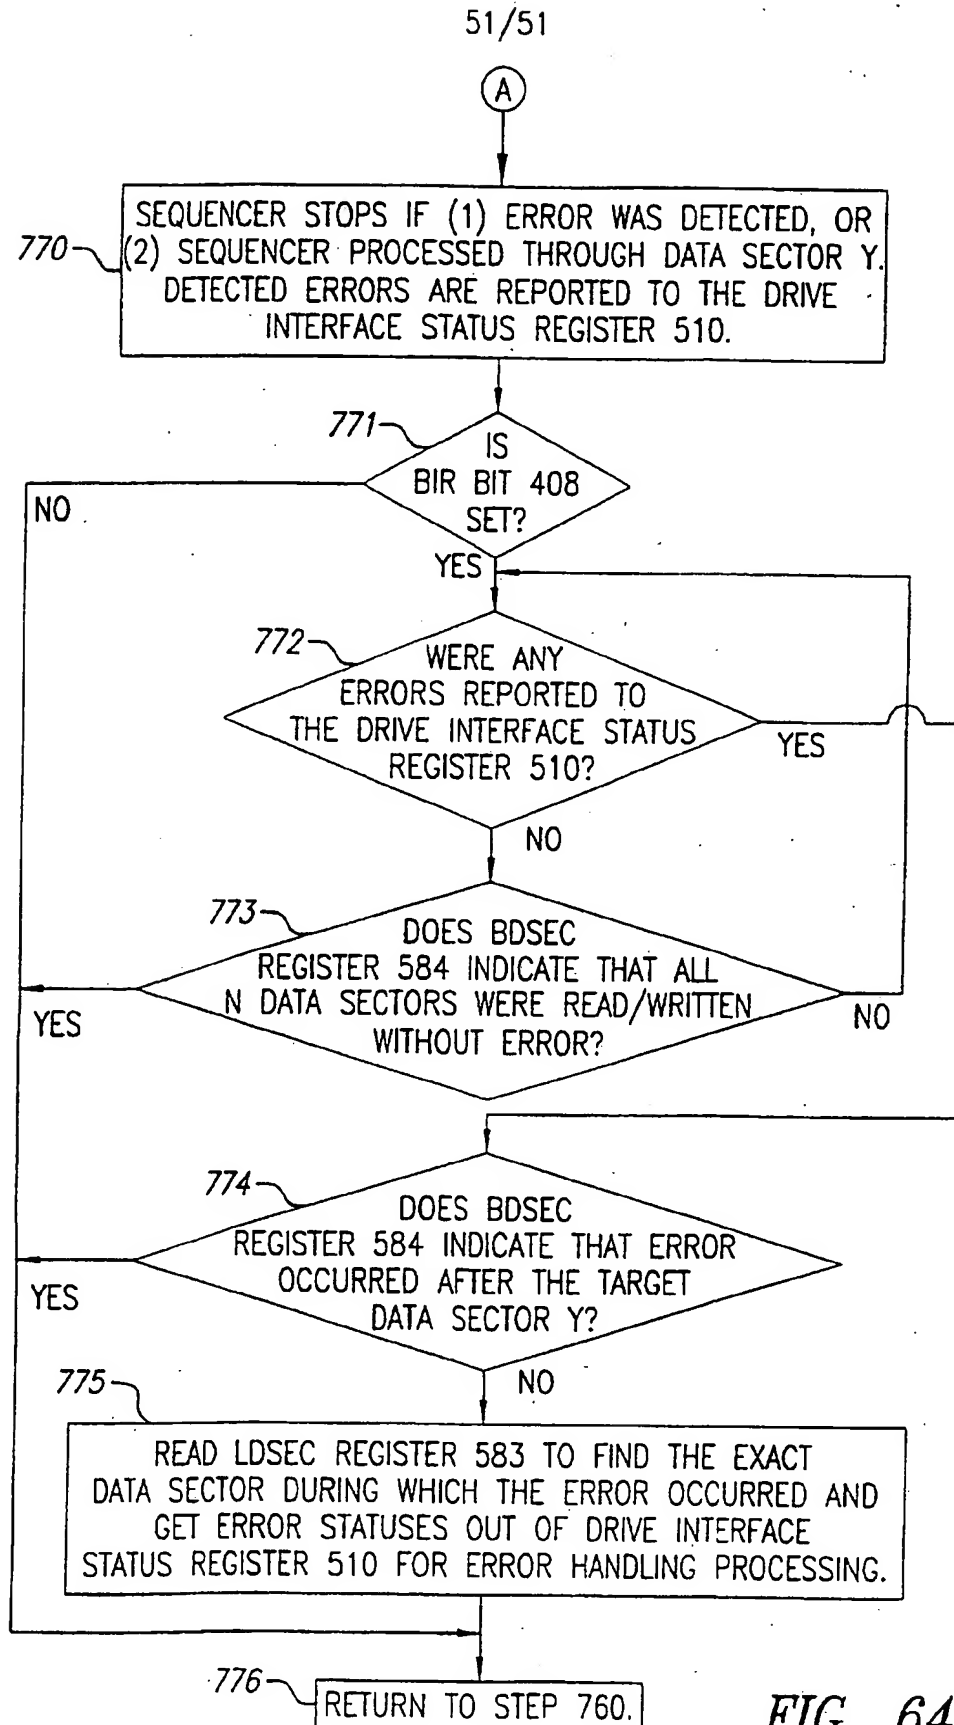 51/51
A
770
SEQUENCER STOPS IF (1) ERROR WAS DETECTED, OR
(2) SEQUENCER PROCESSED THROUGH DATA SECTOR Y.
DETECTED ERRORS ARE REPORTED TO THE DRIVE
INTERFACE STATUS REGISTER 510.
771
IS
BIR BIT 408
SET?
NO
YES
772
WERE ANY
ERRORS REPORTED TO
THE DRIVE INTERFACE STATUS
REGISTER 510?
YES
NO
773
DOES BDSEC
REGISTER 584 INDICATE THAT ALL
N DATA SECTORS WERE READ/WRITTEN
WITHOUT ERROR?
YES
NO
774
DOES BDSEC
REGISTER 584 INDICATE THAT ERROR
OCCURRED AFTER THE TARGET
DATA SECTOR Y?
YES
NO
775
READ LDSEC REGISTER 583 TO FIND THE EXACT
DATA SECTOR DURING WHICH THE ERROR OCCURRED AND
GET ERROR STATUSES OUT OF DRIVE INTERFACE
STATUS REGISTER 510 FOR ERROR HANDLING PROCESSING.
776
RETURN TO STEP 760.
FIG. 64